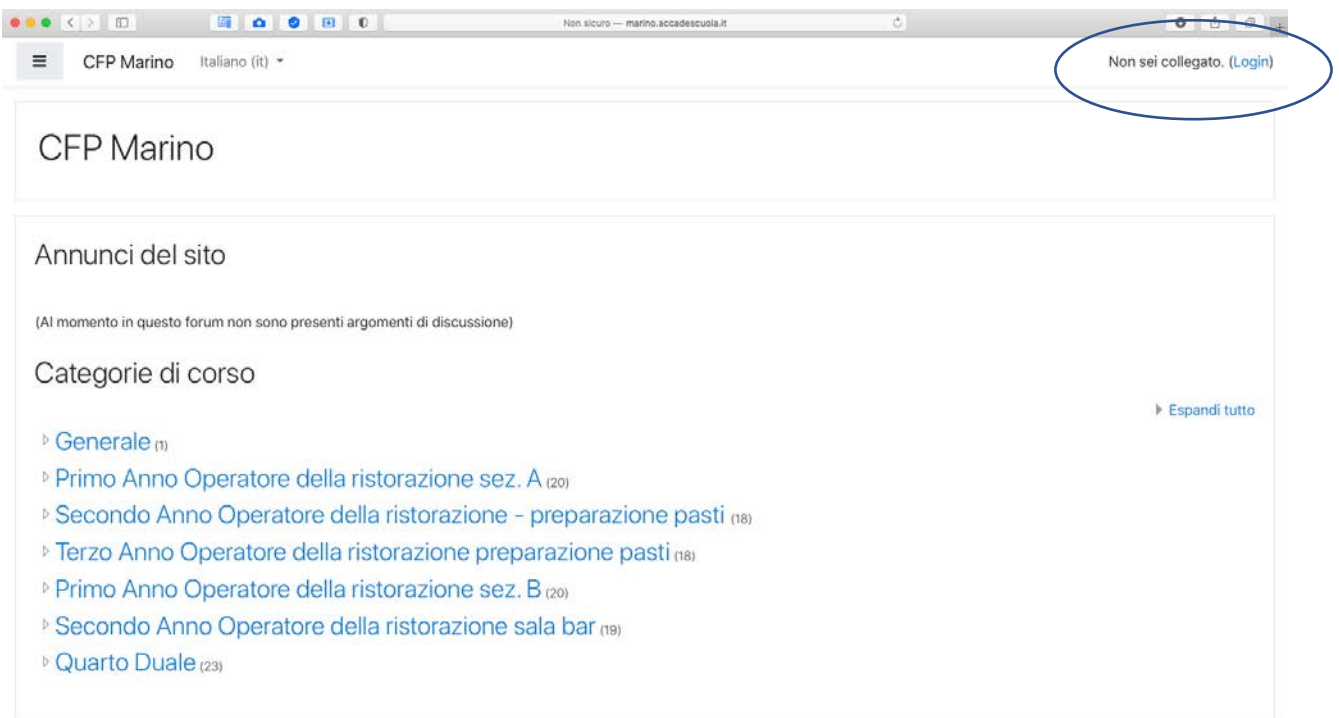 Non sicuro — marino.accadescuola.it
CFP Marino Italiano (it)
Non sei collegato. (Login)
CFP Marino
Annunci del sito
(Al momento in questo forum non sono presenti argomenti di discussione)
Categorie di corso
Espandi tutto
Generale (1)
Primo Anno Operatore della ristorazione sez. A (20)
Secondo Anno Operatore della ristorazione - preparazione pasti (18)
Terzo Anno Operatore della ristorazione preparazione pasti (18)
Primo Anno Operatore della ristorazione sez. B (20)
Secondo Anno Operatore della ristorazione sala bar (19)
Quarto Duale (23)